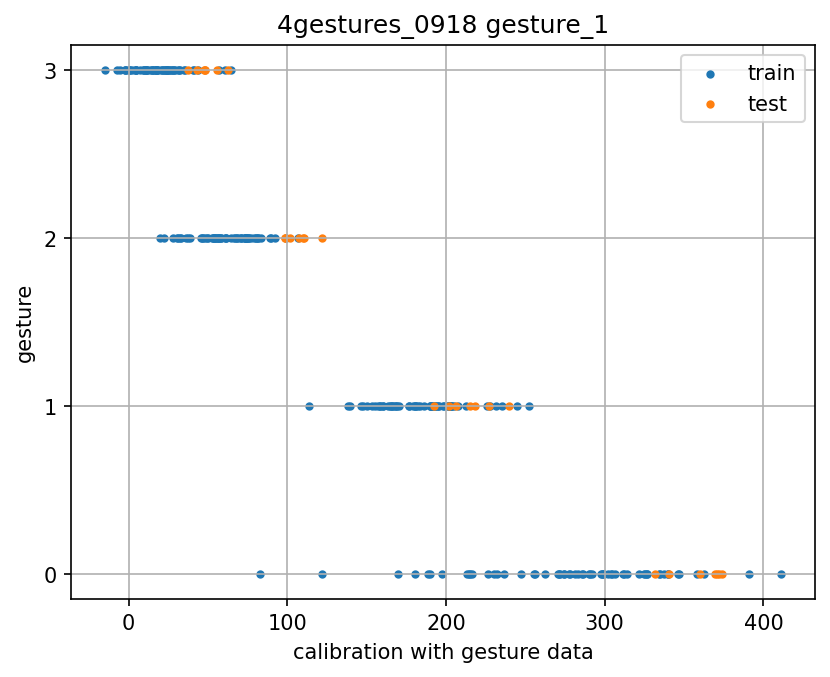 4gestures_0918 gesture_1
train
test
3
2
1
0
gesture
0 100 200 300 400
calibration with gesture data